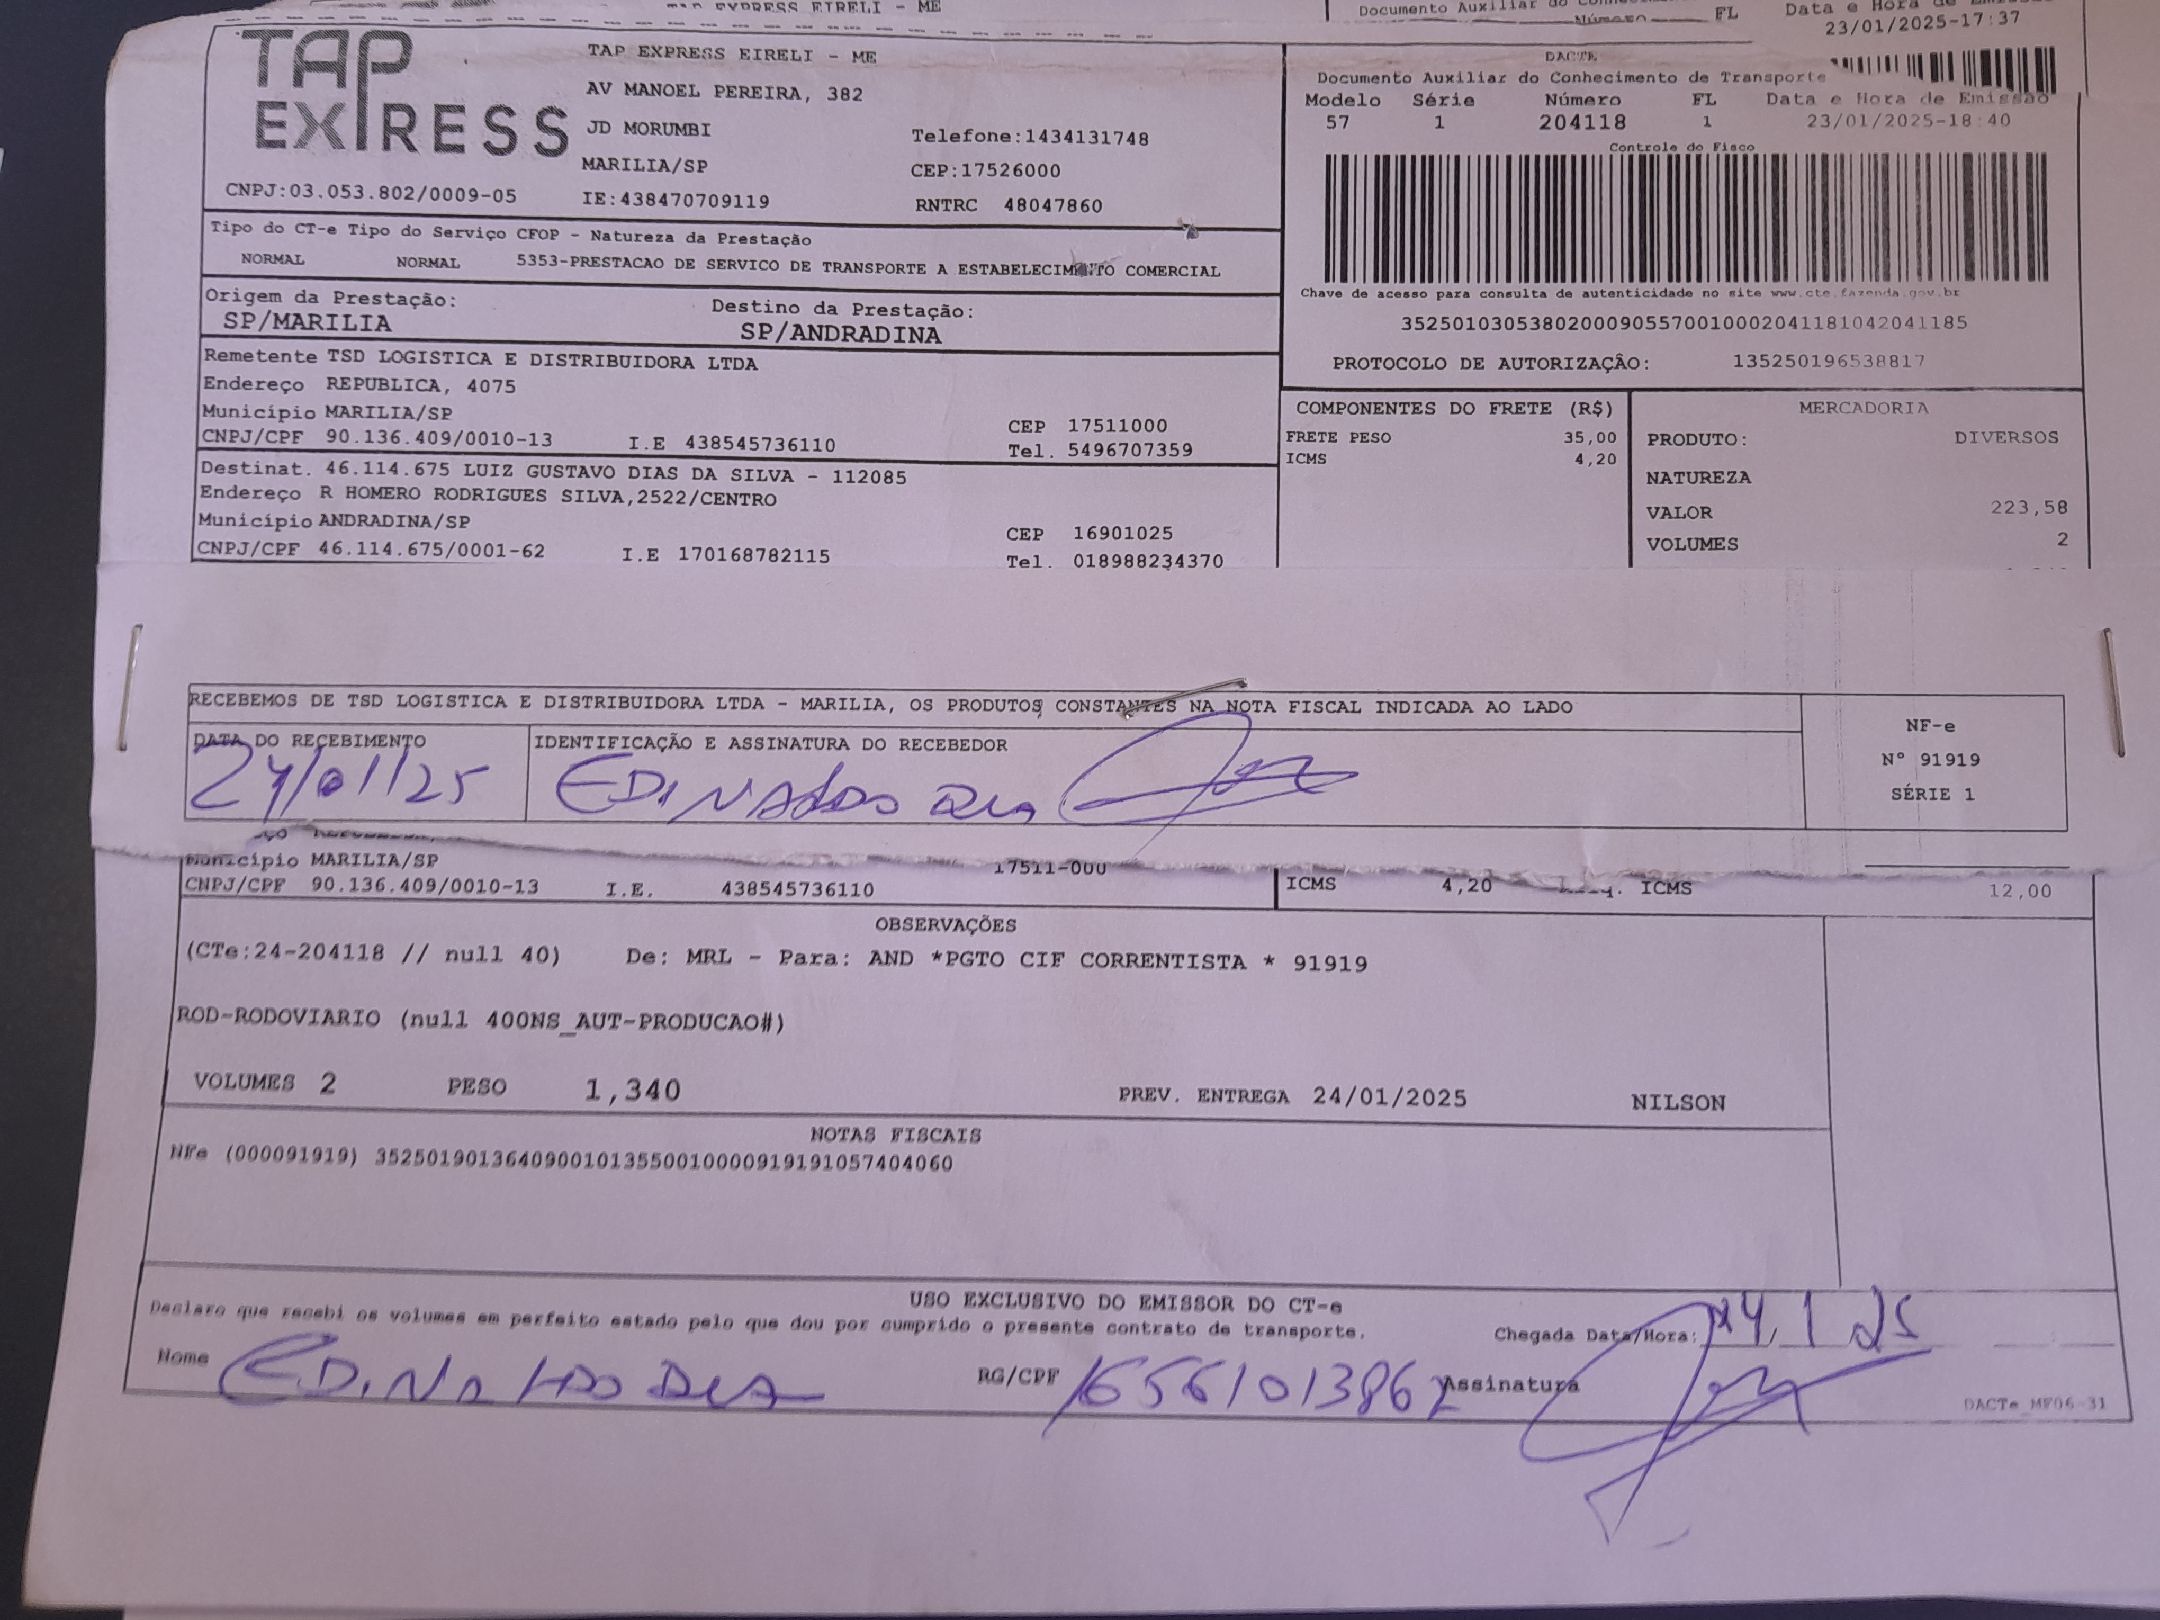 TAP EXPRESS EIRELI - ME
Documento Auxiliar do
Número FL Data e Hora de
23/01/2025-17:37
TAP
EXPRESS
TAP EXPRESS EIRELI - ME
AV MANOEL PEREIRA, 382
JD MORUMBI
Telefone:1434131748
MARILIA/SP
CEP:17526000
CNPJ:03.053.802/0009-05 IE:438470709119 RNTRC 48047860
DACTE
Documento Auxiliar do Conhecimento de Transporte
Modelo Série Número FL Data e Hora de Emissão
57 1 204118 1 23/01/2025-18:40
Controle do Fisco
Chave de acesso para consulta de autenticidade no site www.cte.fazenda.gov.br
35250103053802000905570010002041181042041185
PROTOCOLO DE AUTORIZAÇÃO: 135250196538817
Tipo do CT-e Tipo do Serviço CFOP - Natureza da Prestação
NORMAL NORMAL 5353-PRESTACAO DE SERVICO DE TRANSPORTE A ESTABELECIMENTO COMERCIAL
Origem da Prestação: Destino da Prestação:
SP/MARILIA SP/ANDRADINA
Remetente TSD LOGISTICA E DISTRIBUIDORA LTDA
Endereço REPUBLICA, 4075
Município MARILIA/SP CEP 17511000
CNPJ/CPF 90.136.409/0010-13 I.E 438545736110 Tel. 5496707359
Destinat. 46.114.675 LUIZ GUSTAVO DIAS DA SILVA - 112085
Endereço R HOMERO RODRIGUES SILVA,2522/CENTRO
Município ANDRADINA/SP CEP 16901025
CNPJ/CPF 46.114.675/0001-62 I.E 170168782115 Tel. 018988234370
COMPONENTES DO FRETE (R$)
FRETE PESO 35,00
ICMS 4,20
MERCADORIA
PRODUTO: DIVERSOS
NATUREZA
VALOR 223,58
VOLUMES 2
RECEBEMOS DE TSD LOGISTICA E DISTRIBUIDORA LTDA - MARILIA, OS PRODUTOS CONSTANTES NA NOTA FISCAL INDICADA AO LADO
DATA DO RECEBIMENTO IDENTIFICAÇÃO E ASSINATURA DO RECEBEDOR
24/01/25
NF-e
Nº 91919
SÉRIE 1
Município MARILIA/SP 17511-000
CNPJ/CPF 90.136.409/0010-13 I.E. 438545736110
ICMS 4,20 ICMS 12,00
OBSERVAÇÕES
(CTe:24-204118 // null 40) De: MRL - Para: AND *PGTO CIF CORRENTISTA * 91919
ROD-RODOVIARIO (null 400NS_AUT-PRODUCAO#)
VOLUMES 2 PESO 1,340 PREV. ENTREGA 24/01/2025 NILSON
NOTAS FISCAIS
NFe (000091919) 35250190136409001013550010000919191057404060
USO EXCLUSIVO DO EMISSOR DO CT-e
Declaro que recebi os volumes em perfeito estado pelo que dou por cumprido o presente contrato de transporte.
Chegada Data/Hora: 24/1 25
Nome EDINALDO RG/CPF 16561013862 Assinatura
DACTe_MF06-31